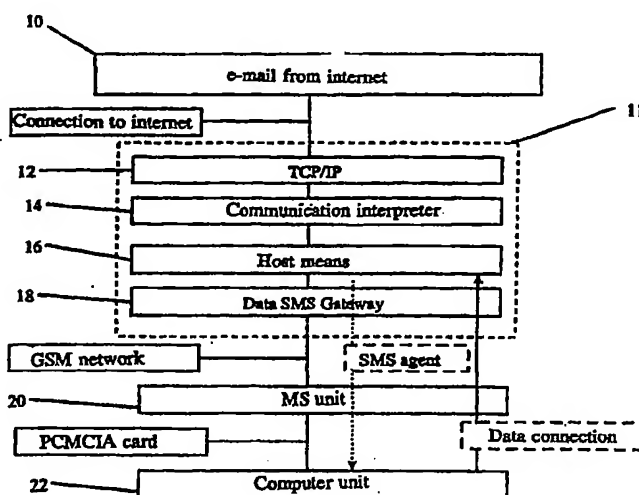 10
e-mail from internet
Connection to internet
11
12
TCP/IP
14
Communication interpreter
16
Host means
18
Data SMS Gateway
GSM network
SMS agent
20
MS unit
PCMCIA card
Data connection
22
Computer unit